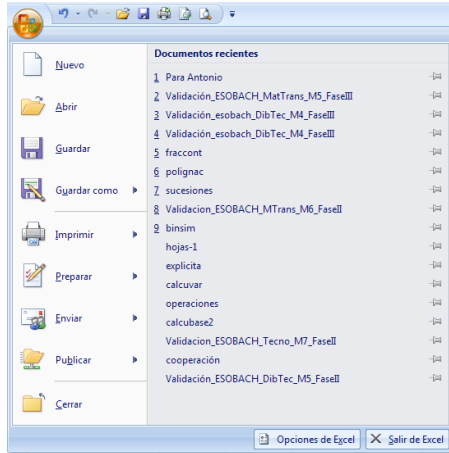 Nuevo
Abrir
Guardar
Guardar como
Imprimir
Preparar
Enviar
Publicar
Cerrar
Documentos recientes
1 Para Antonio
2 Validación_ESOBACH_MatTrans_M5_FaseIII
3 Validación_esobach_DibTec_M4_FaseIII
4 Validación_esobach_DibTec_M4_FaseIII
5 fraccont
6 polignac
7 sucesiones
8 Validacion_ESOBACH_MTrans_M6_FaseII
9 binsim
hojas-1
explicita
calcuvar
operaciones
calcubase2
Validacion_ESOBACH_Tecno_M7_FaseII
cooperación
Validación_ESOBACH_DibTec_M5_FaseII
Opciones de Excel
Salir de Excel